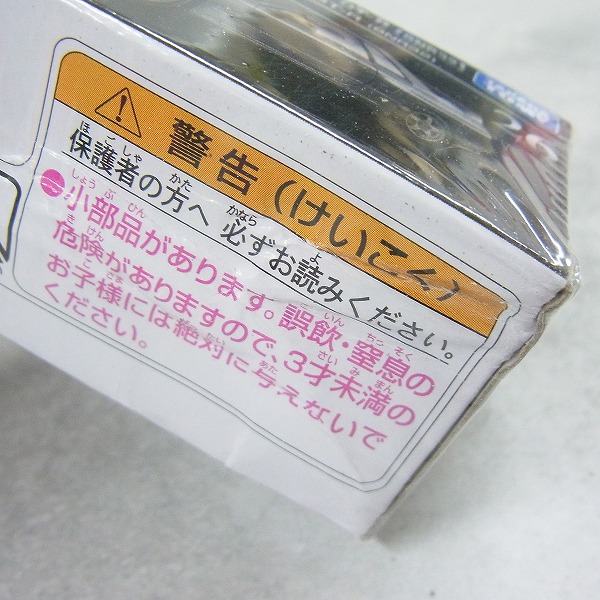 警告(けいこく)
保護者の方へ 必ずお読みください。
小部品があります。誤飲・窒息の
危険がありますので、3才未満の
お子様には絶対に与えないで
ください。